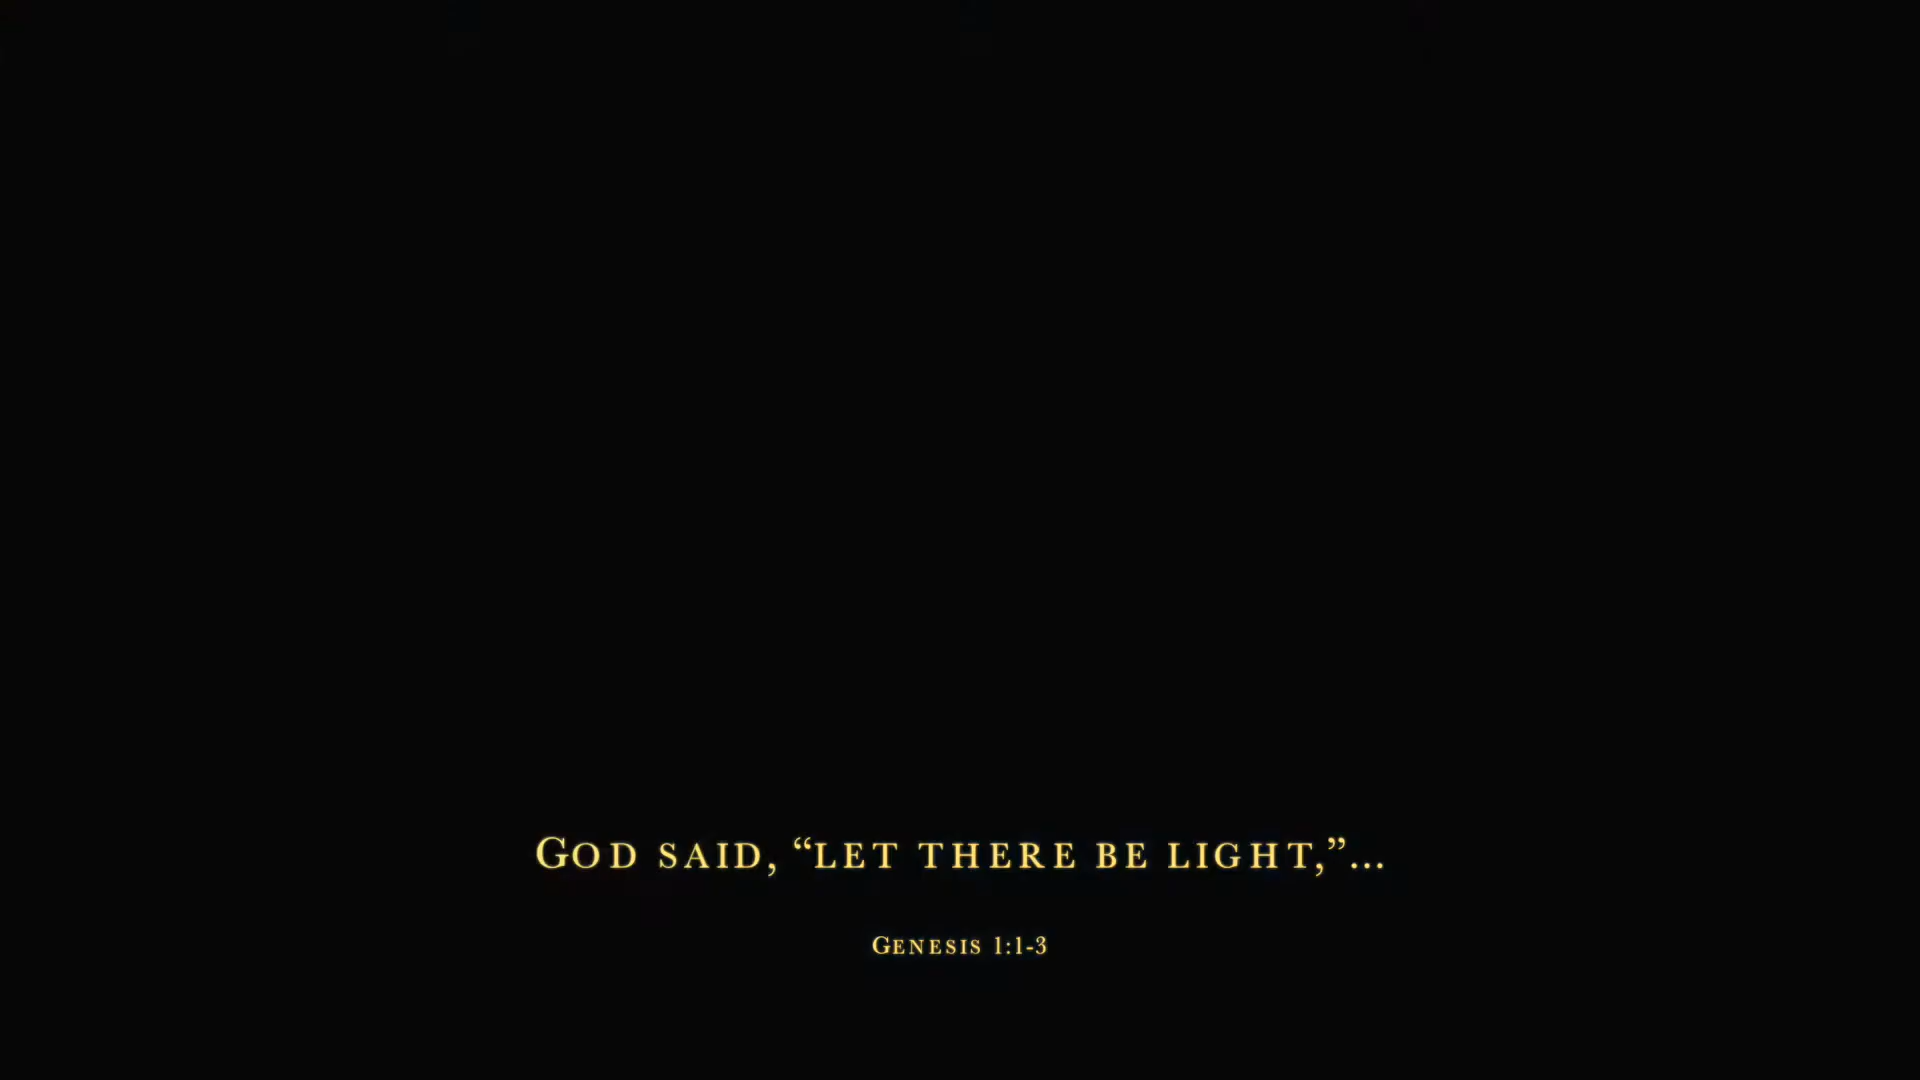 God said, “let there be light,”...
Genesis 1:1-3